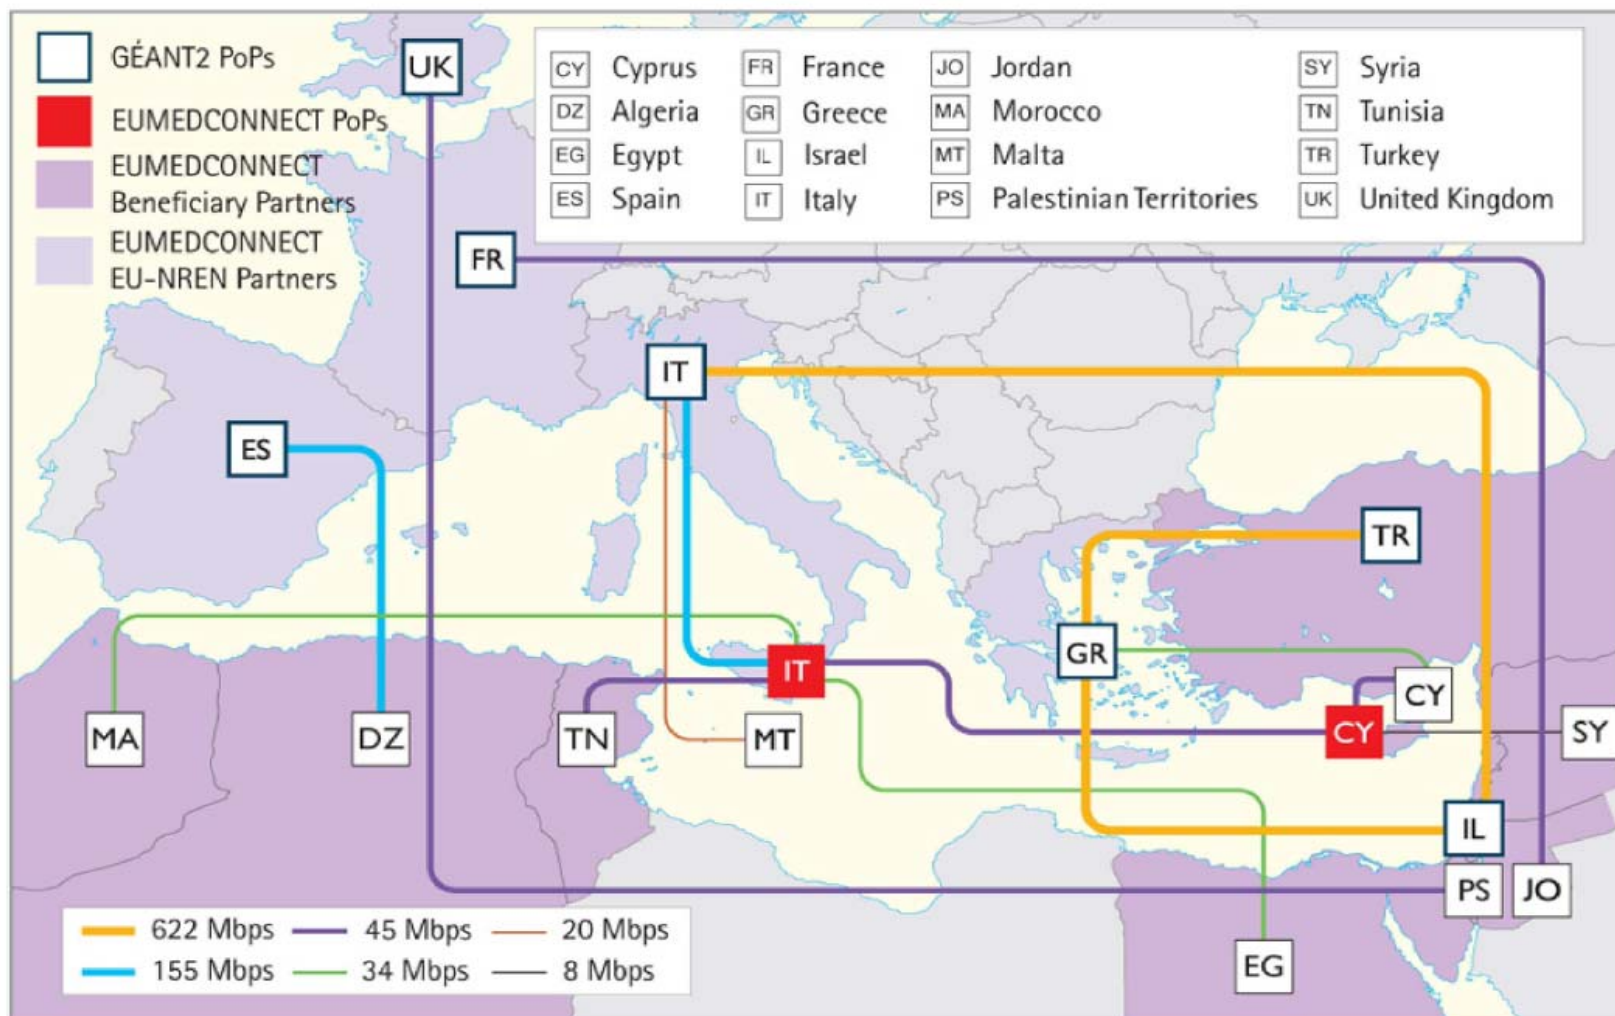 GÉANT2 PoPs
EUMEDCONNECT PoPs
EUMEDCONNECT
Beneficiary Partners
EUMEDCONNECT
EU-NREN Partners
CY Cyprus FR France JO Jordan SY Syria
DZ Algeria GR Greece MA Morocco TN Tunisia
EG Egypt IL Israel MT Malta TR Turkey
ES Spain IT Italy PS Palestinian Territories UK United Kingdom
UK
FR
IT
ES
TR
GR
IT
CY
MA
DZ
TN
MT
CY
SY
IL
PS
JO
EG
622 Mbps 45 Mbps 20 Mbps
155 Mbps 34 Mbps 8 Mbps